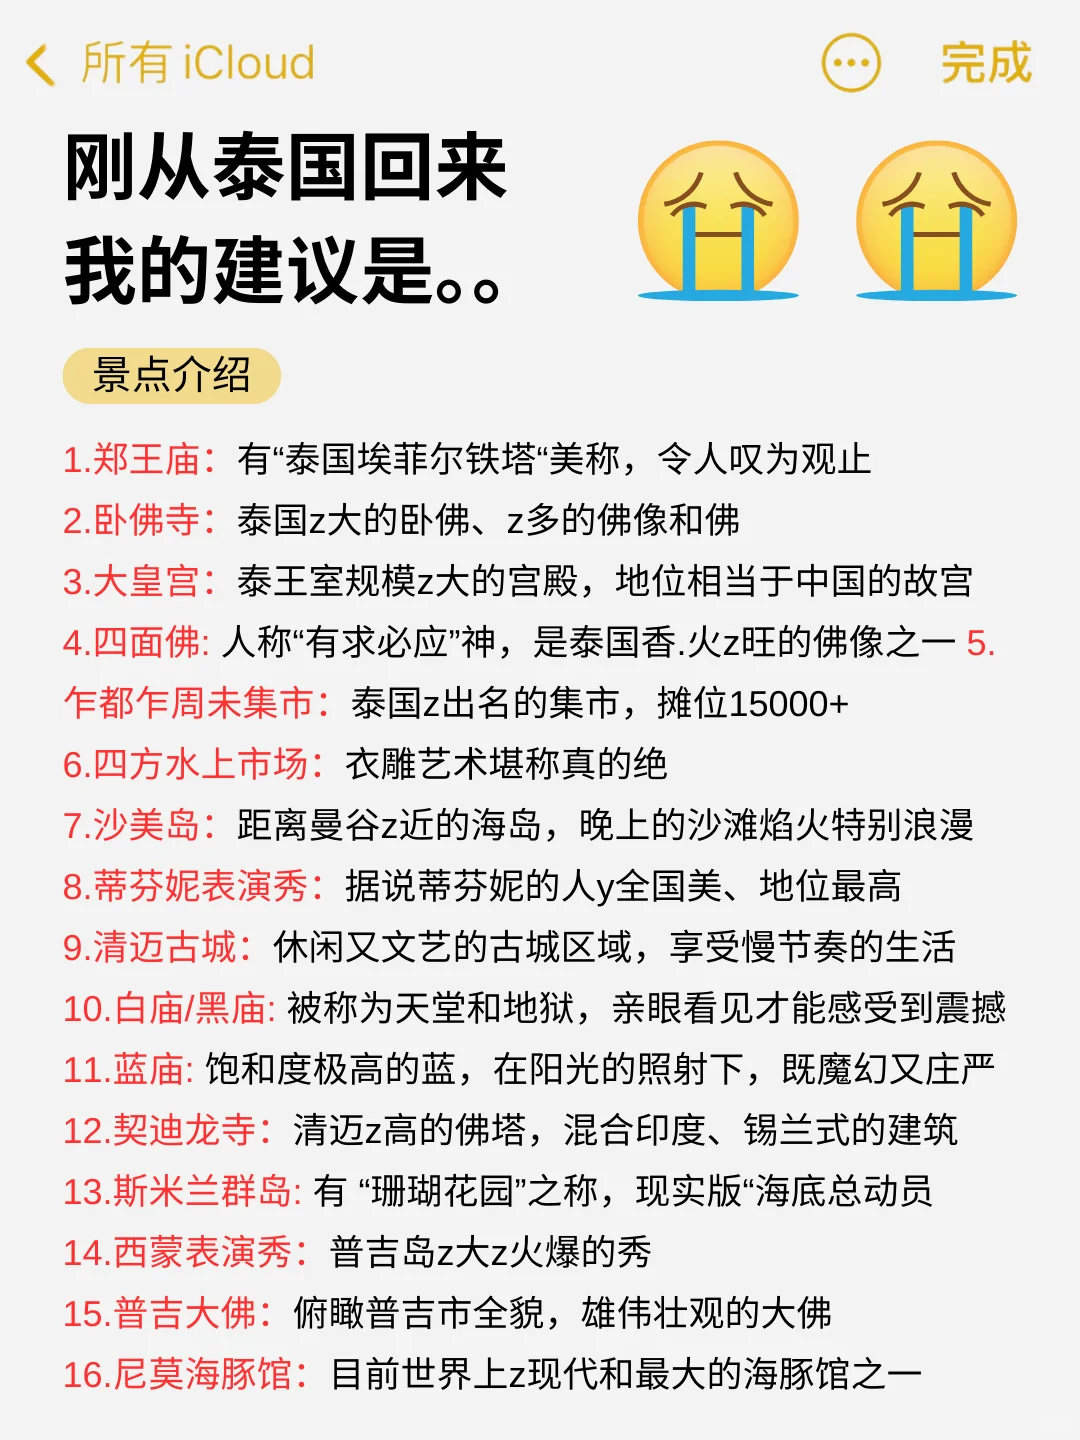 所有 iCloud
完成
刚从泰国回来
我的建议是。。
景点介绍
1.郑王庙：有“泰国埃菲尔铁塔“美称，令人叹为观止
2.卧佛寺：泰国z大的卧佛、z多的佛像和佛
3.大皇宫：泰王室规模z大的宫殿，地位相当于中国的故宫
4.四面佛: 人称“有求必应”神，是泰国香.火z旺的佛像之一 5.
乍都乍周未集市：泰国z出名的集市，摊位15000+
6.四方水上市场：衣雕艺术堪称真的绝
7.沙美岛：距离曼谷z近的海岛，晚上的沙滩焰火特别浪漫
8.蒂芬妮表演秀：据说蒂芬妮的人y全国美、地位最高
9.清迈古城：休闲又文艺的古城区域，享受慢节奏的生活
10.白庙/黑庙: 被称为天堂和地狱，亲眼看见才能感受到震撼
11.蓝庙: 饱和度极高的蓝，在阳光的照射下，既魔幻又庄严
12.契迪龙寺：清迈z高的佛塔，混合印度、锡兰式的建筑
13.斯米兰群岛: 有 “珊瑚花园”之称，现实版“海底总动员
14.西蒙表演秀：普吉岛z大z火爆的秀
15.普吉大佛：俯瞰普吉市全貌，雄伟壮观的大佛
16.尼莫海豚馆：目前世界上z现代和最大的海豚馆之一